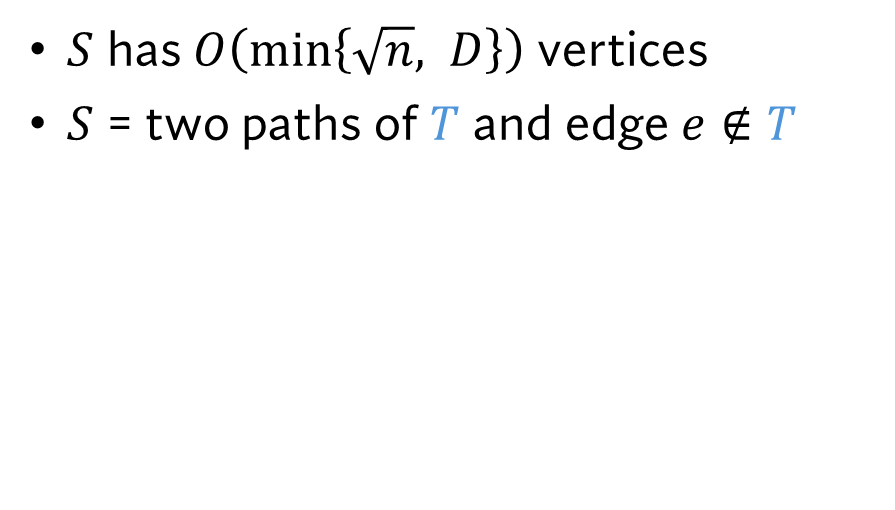 • S has O(min{√n, D}) vertices
• S = two paths of T and edge e ∉ T